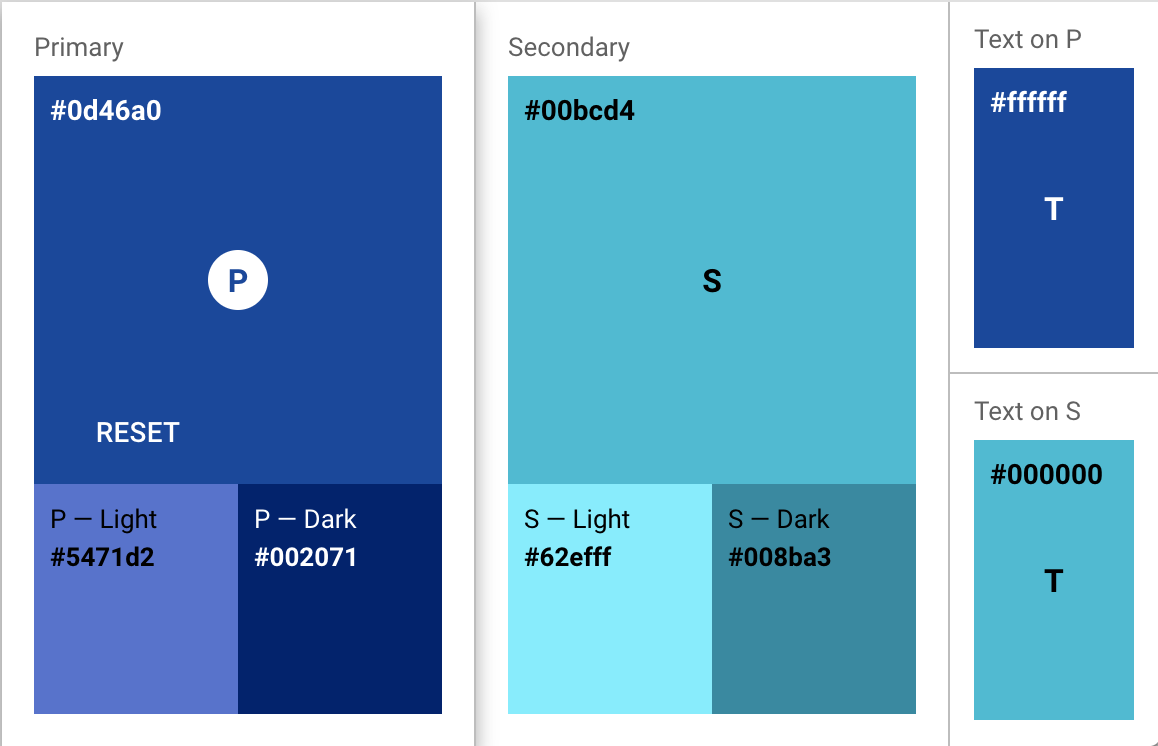 Primary
#0d46a0
P
RESET
P — Light
#5471d2
P — Dark
#002071
Secondary
#00bcd4
S
S — Light
#62efff
S — Dark
#008ba3
Text on P
#ffffff
T
Text on S
#000000
T